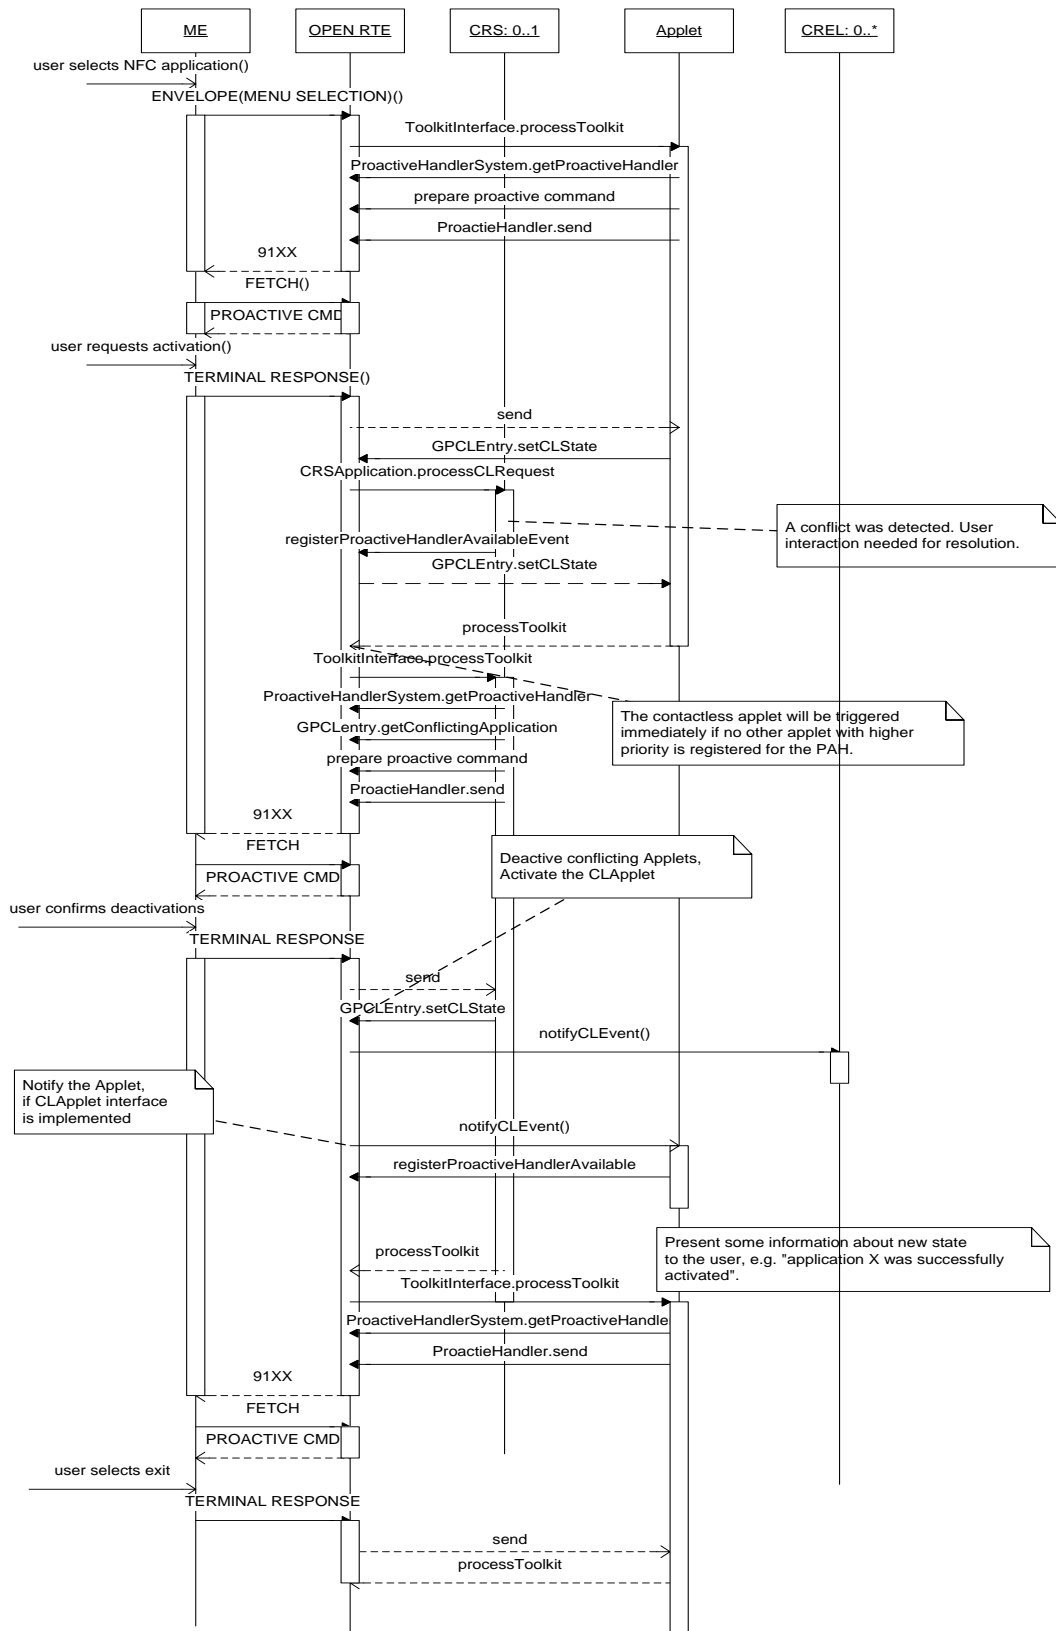 ME
OPEN RTE
CRS: 0..1
Applet
CREL: 0..*
user selects NFC application()
ENVELOPE(MENU SELECTION)()
ToolkitInterface.processToolkit
ProactiveHandlerSystem.getProactiveHandler
prepare proactive command
ProactieHandler.send
91XX
FETCH()
PROACTIVE CMD
user requests activation()
TERMINAL RESPONSE()
send
GPCLEntry.setCLState
CRSApplication.processCLRequest
A conflict was detected. User
interaction needed for resolution.
registerProactiveHandlerAvailableEvent
GPCLEntry.setCLState
processToolkit
ToolkitInterface.processToolkit
ProactiveHandlerSystem.getProactiveHandler
The contactless applet will be triggered
immediately if no other applet with higher
priority is registered for the PAH.
GPCLentry.getConflictingApplication
prepare proactive command
ProactieHandler.send
91XX
FETCH
Deactive conflicting Applets,
Activate the CLApplet
PROACTIVE CMD
user confirms deactivations
TERMINAL RESPONSE
send
GPCLEntry.setCLState
notifyCLEvent()
Notify the Applet,
if CLApplet interface
is implemented
notifyCLEvent()
registerProactiveHandlerAvailable
Present some information about new state
to the user, e.g. "application X was successfully
activated".
processToolkit
ToolkitInterface.processToolkit
ProactiveHandlerSystem.getProactiveHandle
ProactieHandler.send
91XX
FETCH
PROACTIVE CMD
user selects exit
TERMINAL RESPONSE
send
processToolkit